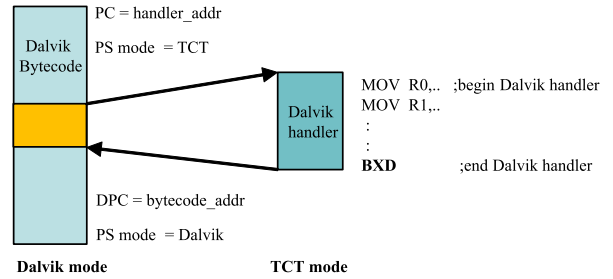 PC = handler_addr
PS mode = TCT
Dalvik
Bytecode
Dalvik
handler
MOV R0,.. ;begin Dalvik handler
MOV R1,..
:
:
BXD ;end Dalvik handler
DPC = bytecode_addr
PS mode = Dalvik
Dalvik mode
TCT mode